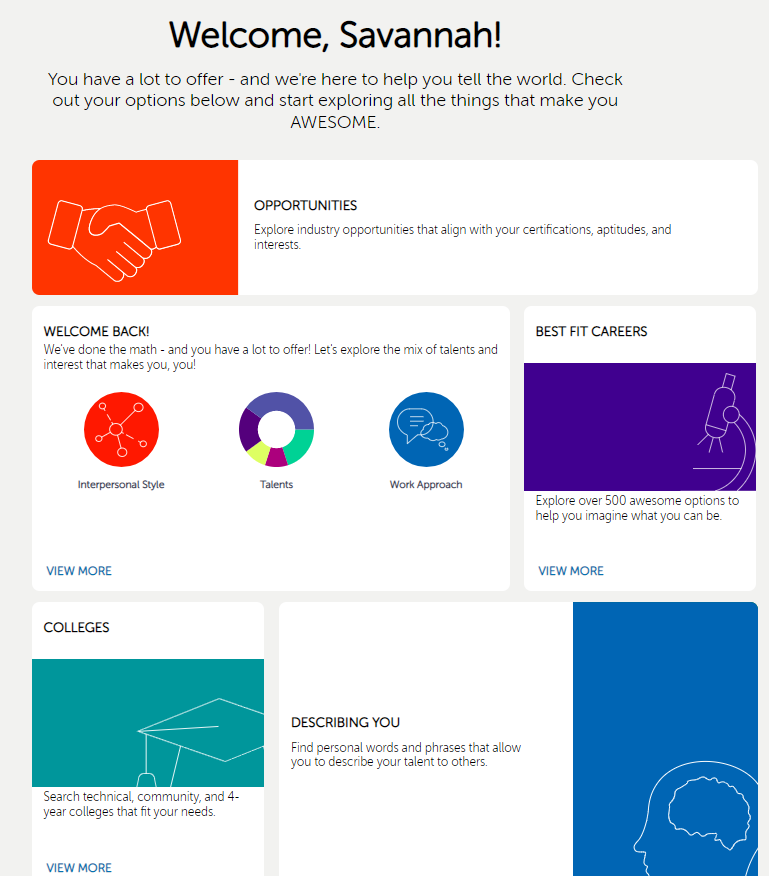 Welcome, Savannah!
You have a lot to offer - and we're here to help you tell the world. Check
out your options below and start exploring all the things that make you
AWESOME.
OPPORTUNITIES
Explore industry opportunities that align with your certifications, aptitudes, and
interests.
WELCOME BACK!
We've done the math - and you have a lot to offer! Let's explore the mix of talents and
interest that makes you, you!
Interpersonal Style
Talents
Work Approach
VIEW MORE
BEST FIT CAREERS
Explore over 500 awesome options to
help you imagine what you can be.
VIEW MORE
COLLEGES
Search technical, community, and 4-
year colleges that fit your needs.
VIEW MORE
DESCRIBING YOU
Find personal words and phrases that allow
you to describe your talent to others.